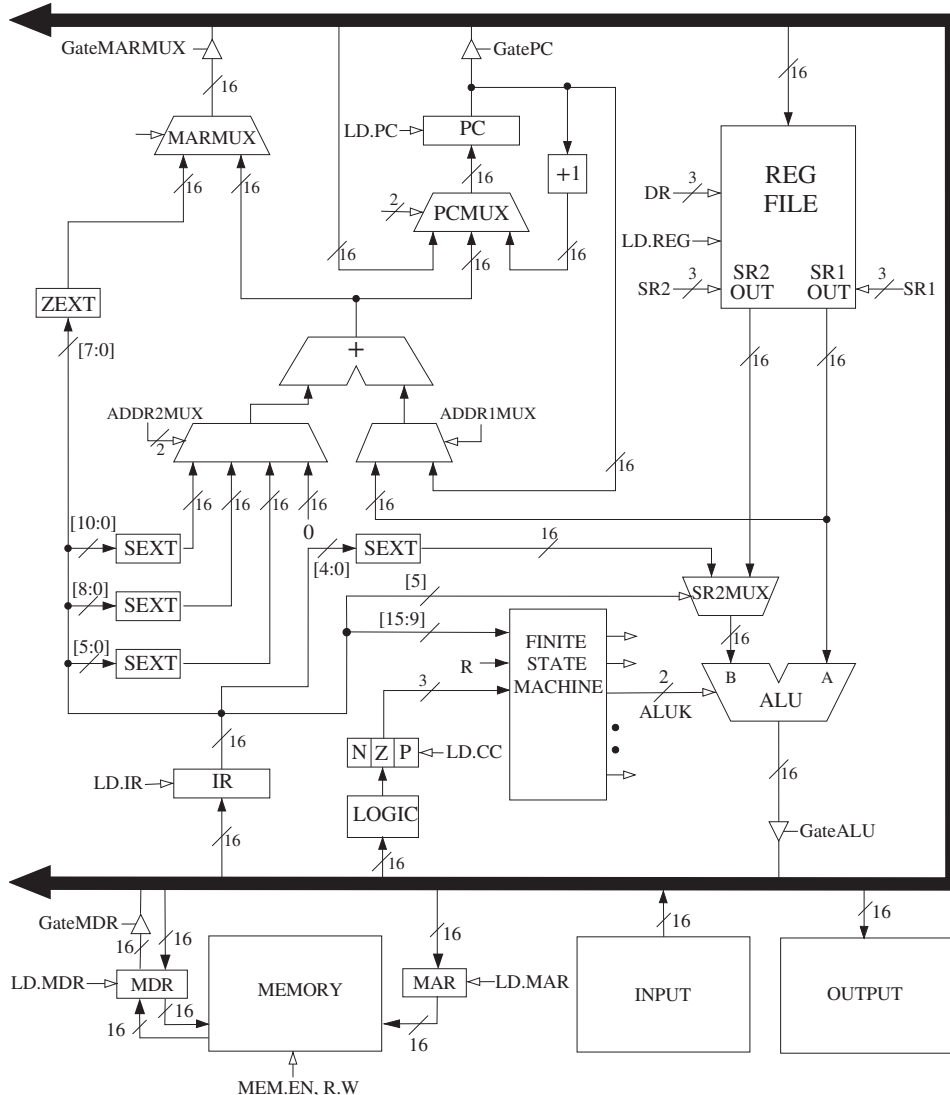 GateMARMUX
GatePC
16
16
MARMUX
LD.PC
PC
16
+1
REG
FILE
DR
3
16
16
16
2
PCMUX
LD.REG
16
16
16
SR2
3
SR2
OUT
SR1
OUT
3
SR1
ZEXT
[7:0]
+
16
16
ADDR2MUX
2
ADDR1MUX
16
16
16
16
16
0
16
[10:0]
SEXT
[4:0]
SEXT
16
[8:0]
SEXT
[5]
SR2MUX
[15:9]
16
[5:0]
SEXT
R
FINITE
STATE
MACHINE
B
A
ALU
3
2
ALUK
16
N Z P
LD.CC
LD.IR
IR
16
LOGIC
GateALU
16
16
GateMDR
16
16
16
16
16
LD.MDR
MDR
MEMORY
MAR
LD.MAR
INPUT
OUTPUT
16
16
16
MEM.EN, R.W